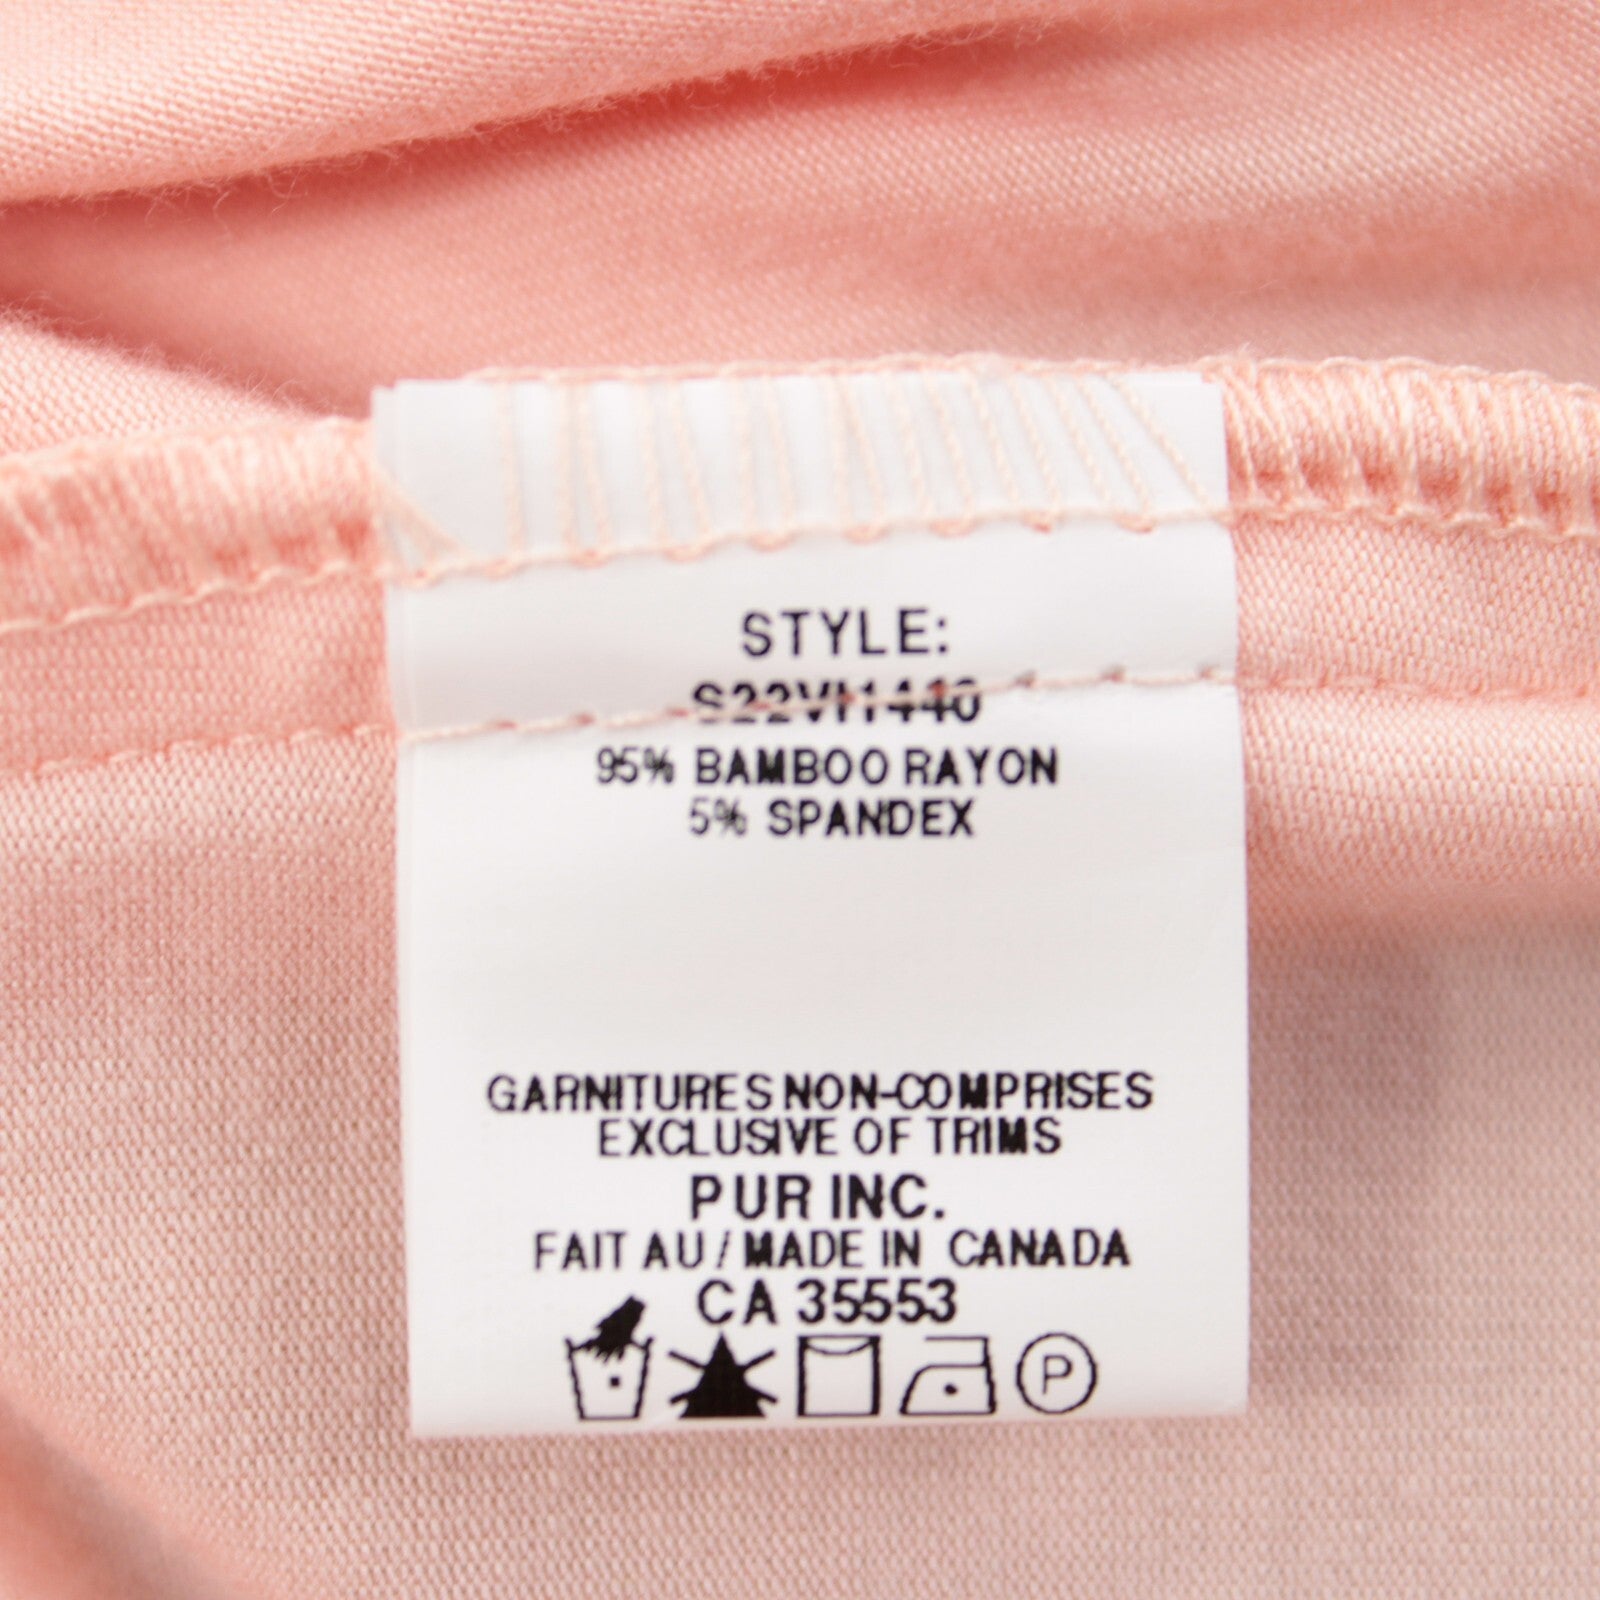 STYLE:
S22VI1440
95% BAMBOO RAYON
5% SPANDEX
GARNITURES NON-COMPRISES
EXCLUSIVE OF TRIMS
PUR INC.
FAIT AU / MADE IN CANADA
CA 35553
P